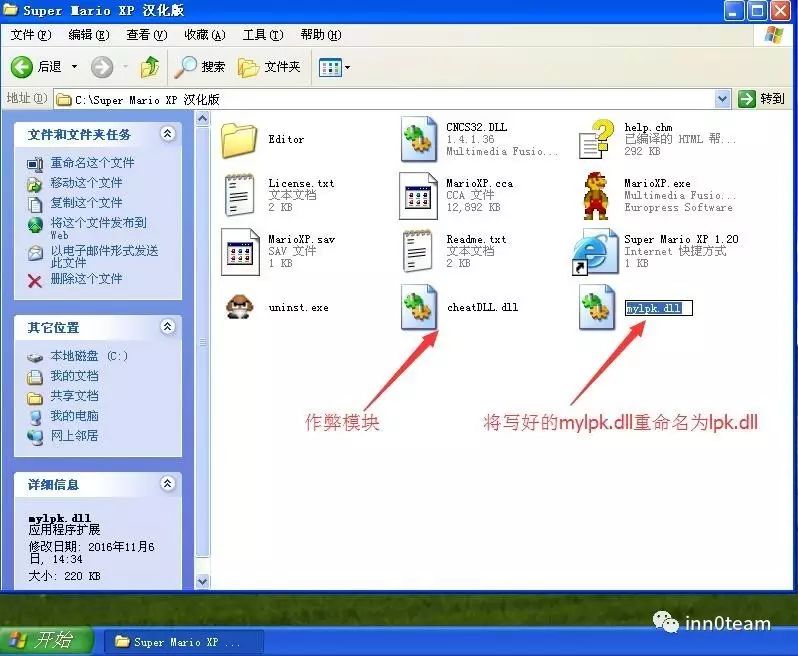 Super Mario XP 汉化版
文件(F) 编辑(E) 查看(V) 收藏(A) 工具(T) 帮助(H)
后退 搜索 文件夹
地址(D) C:\Super Mario XP 汉化版 转到
文件和文件夹任务
重命名这个文件
移动这个文件
复制这个文件
将这个文件发布到
Web
以电子邮件形式发送
此文件
删除这个文件
其它位置
本地磁盘 (C:)
我的文档
共享文档
我的电脑
网上邻居
详细信息
mylpk.dll
应用程序扩展
修改日期: 2016年11月6
日, 14:34
大小: 220 KB
Editor
CNCS32.DLL
1.4.1.36
Multimedia Fusio...
help.chm
已编译的 HTML 帮...
292 KB
License.txt
文本文档
2 KB
MarioXP.cca
CCA 文件
12,892 KB
MarioXP.exe
Multimedia Fusio...
Europress Software
MarioXP.sav
SAV 文件
1 KB
Readme.txt
文本文档
2 KB
Super Mario XP 1.20
Internet 快捷方式
1 KB
uninst.exe
cheatDLL.dll
mylpk.dll
作弊模块
将写好的mylpk.dll重命名为lpk.dll
inn0team
开始
Super Mario XP ...